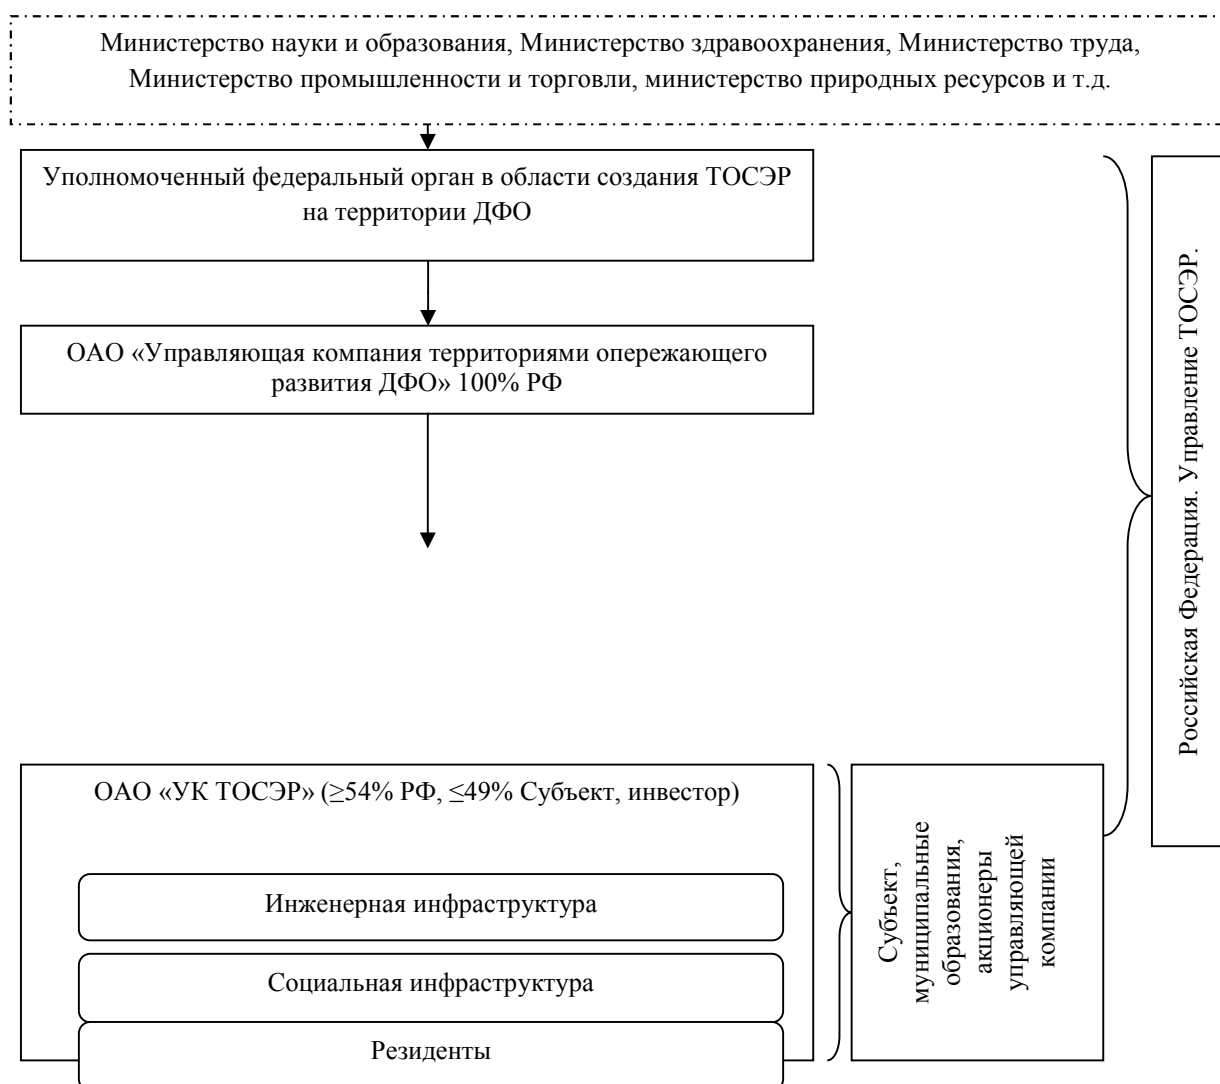 Министерство науки и образования, Министерство здравоохранения, Министерство труда,
Министерство промышленности и торговли, министерство природных ресурсов и т.д.
Уполномоченный федеральный орган в области создания ТОСЭР
на территории ДФО
ОАО «Управляющая компания территориями опережающего
развития ДФО» 100% РФ
Российская Федерация. Управление ТОСЭР.
ОАО «УК ТОСЭР» (≥54% РФ, ≤49% Субъект, инвестор)
Инженерная инфраструктура
Социальная инфраструктура
Резиденты
Субъект,
муниципальные
образования,
акционеры
управляющей
компании